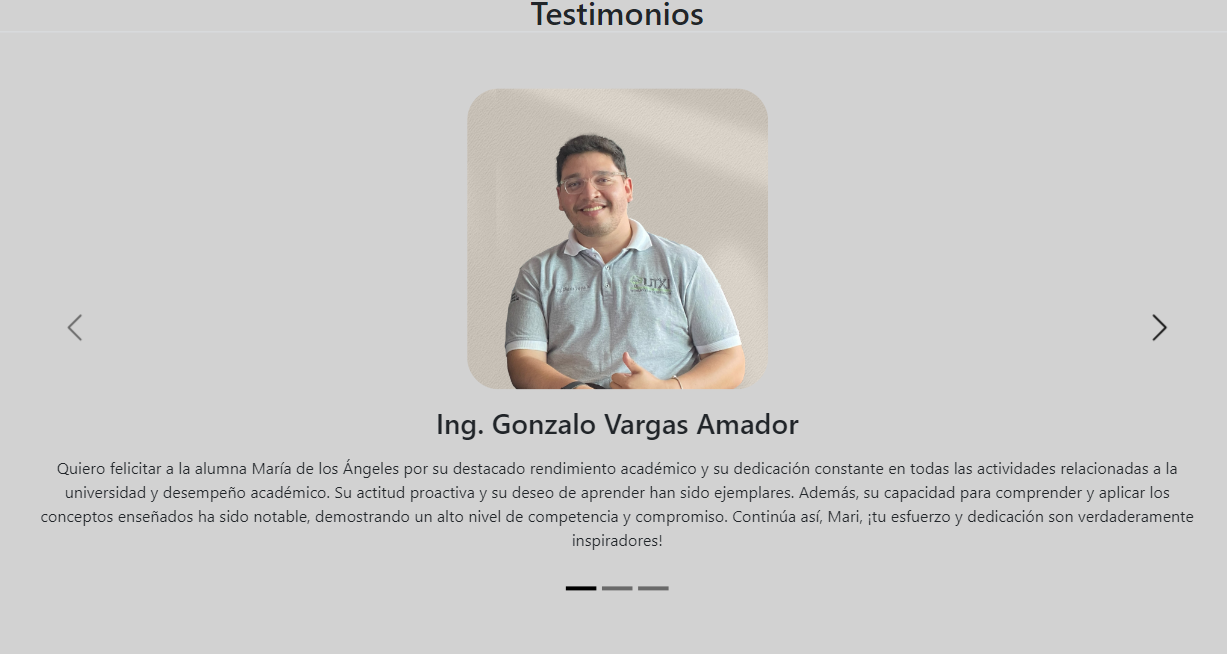 Testimonios
UTXJ
Ing. Gonzalo Vargas Amador
Quiero felicitar a la alumna María de los Ángeles por su destacado rendimiento académico y su dedicación constante en todas las actividades relacionadas a la
universidad y desempeño académico. Su actitud proactiva y su deseo de aprender han sido ejemplares. Además, su capacidad para comprender y aplicar los
conceptos enseñados ha sido notable, demostrando un alto nivel de competencia y compromiso. Continúa así, Mari, ¡tu esfuerzo y dedicación son verdaderamente
inspiradores!